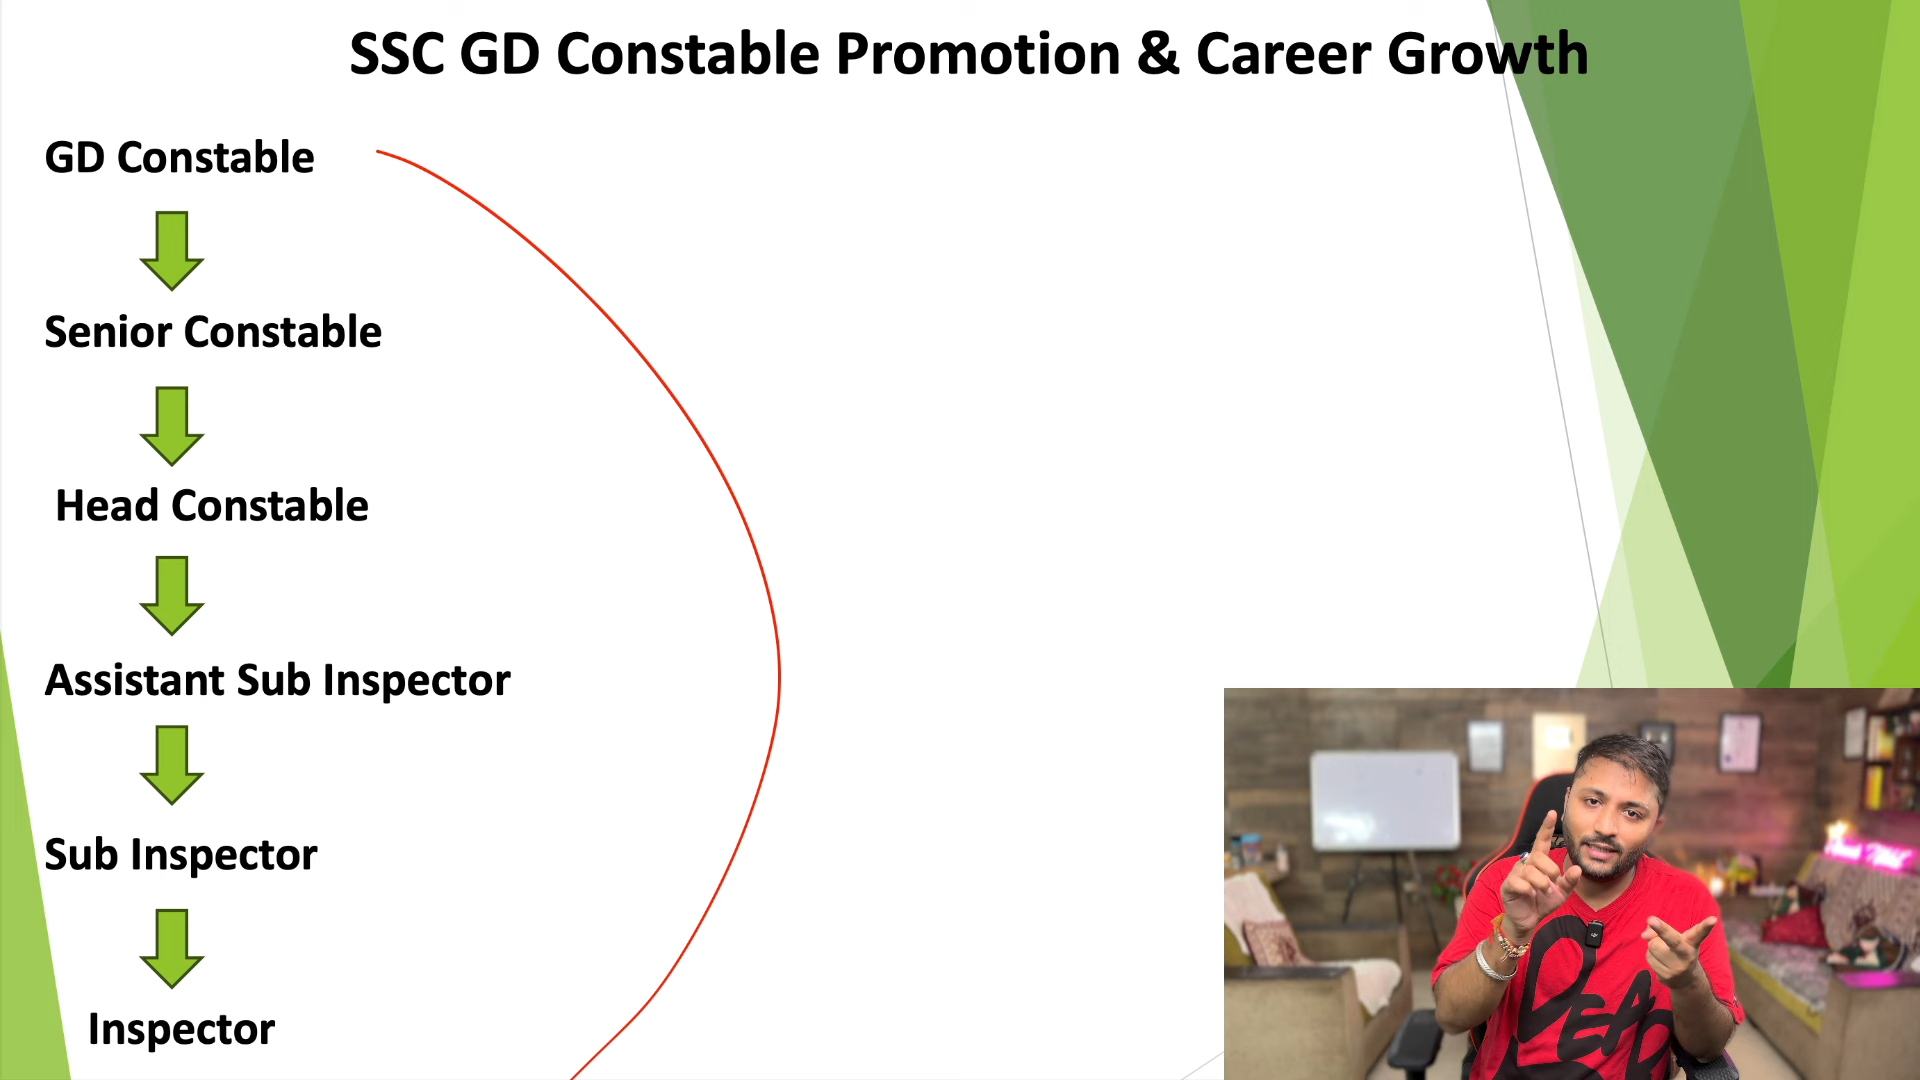 SSC GD Constable Promotion & Career Growth
GD Constable
Senior Constable
Head Constable
Assistant Sub Inspector
Sub Inspector
Inspector